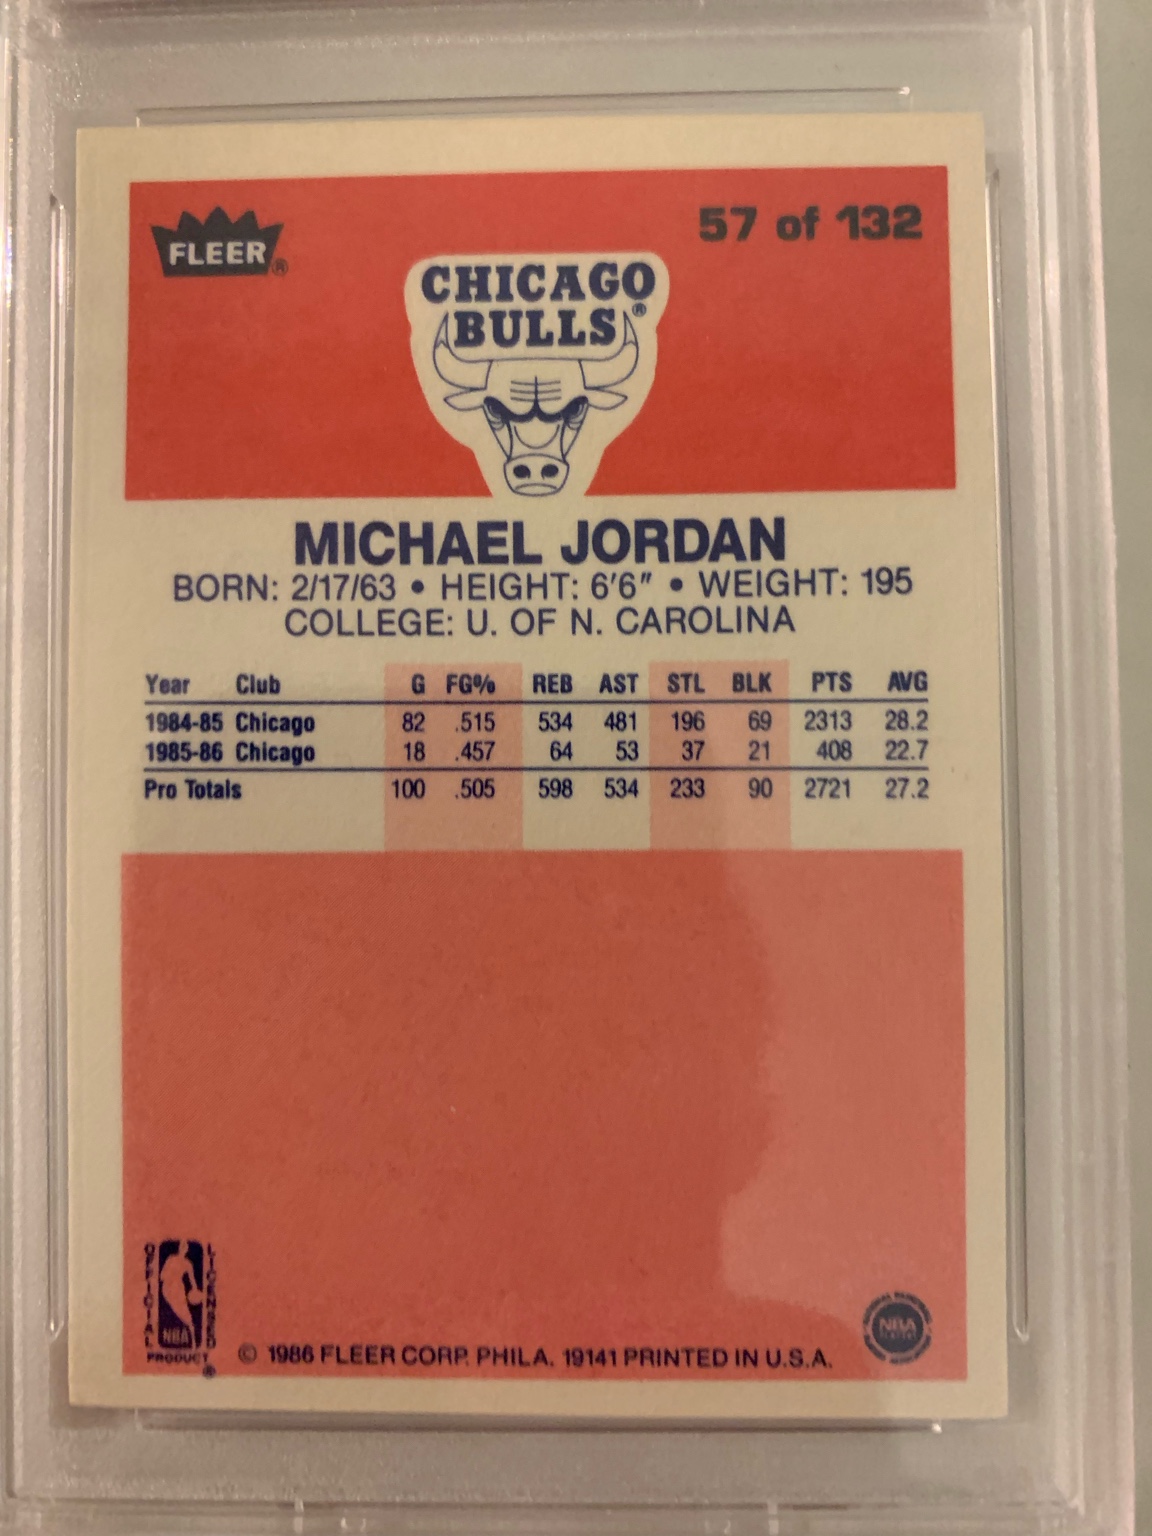 FLEER®
57 of 132
CHICAGO
BULLS®
MICHAEL JORDAN
BORN: 2/17/63 • HEIGHT: 6'6" • WEIGHT: 195
COLLEGE: U. OF N. CAROLINA
Year Club G FG% REB AST STL BLK PTS AVG
1984-85 Chicago 82 .515 534 481 196 69 2313 28.2
1985-86 Chicago 18 .457 64 53 37 21 408 22.7
Pro Totals 100 .505 598 534 233 90 2721 27.2
OFFICIAL LICENSED
NBA
PRODUCT®
© 1986 FLEER CORP. PHILA. 19141 PRINTED IN U.S.A.
NBA